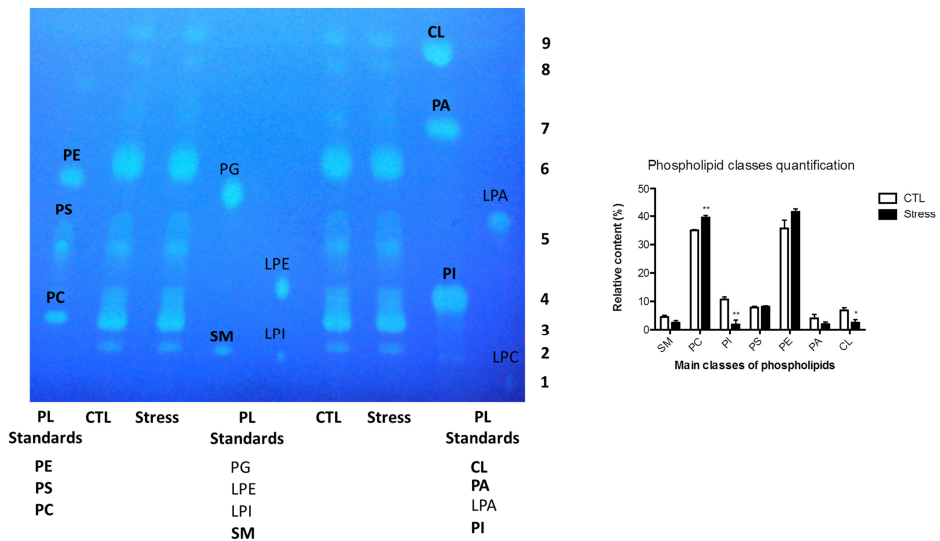 CL
9
8
PA
7
PE
PG
6
LPA
PS
5
LPE
PI
4
PC
LPI
SM
3
2
LPC
1
PL
Standards
CTL
Stress
PL
Standards
CTL
Stress
PL
Standards
PE
PS
PC
PG
LPE
LPI
SM
CL
PA
LPA
PI
Phospholipid classes quantification
CTL
Stress
Relative content (%)
50
40
30
20
10
0
**
**
*
SM
PC
PI
PS
PE
PA
CL
Main classes of phospholipids